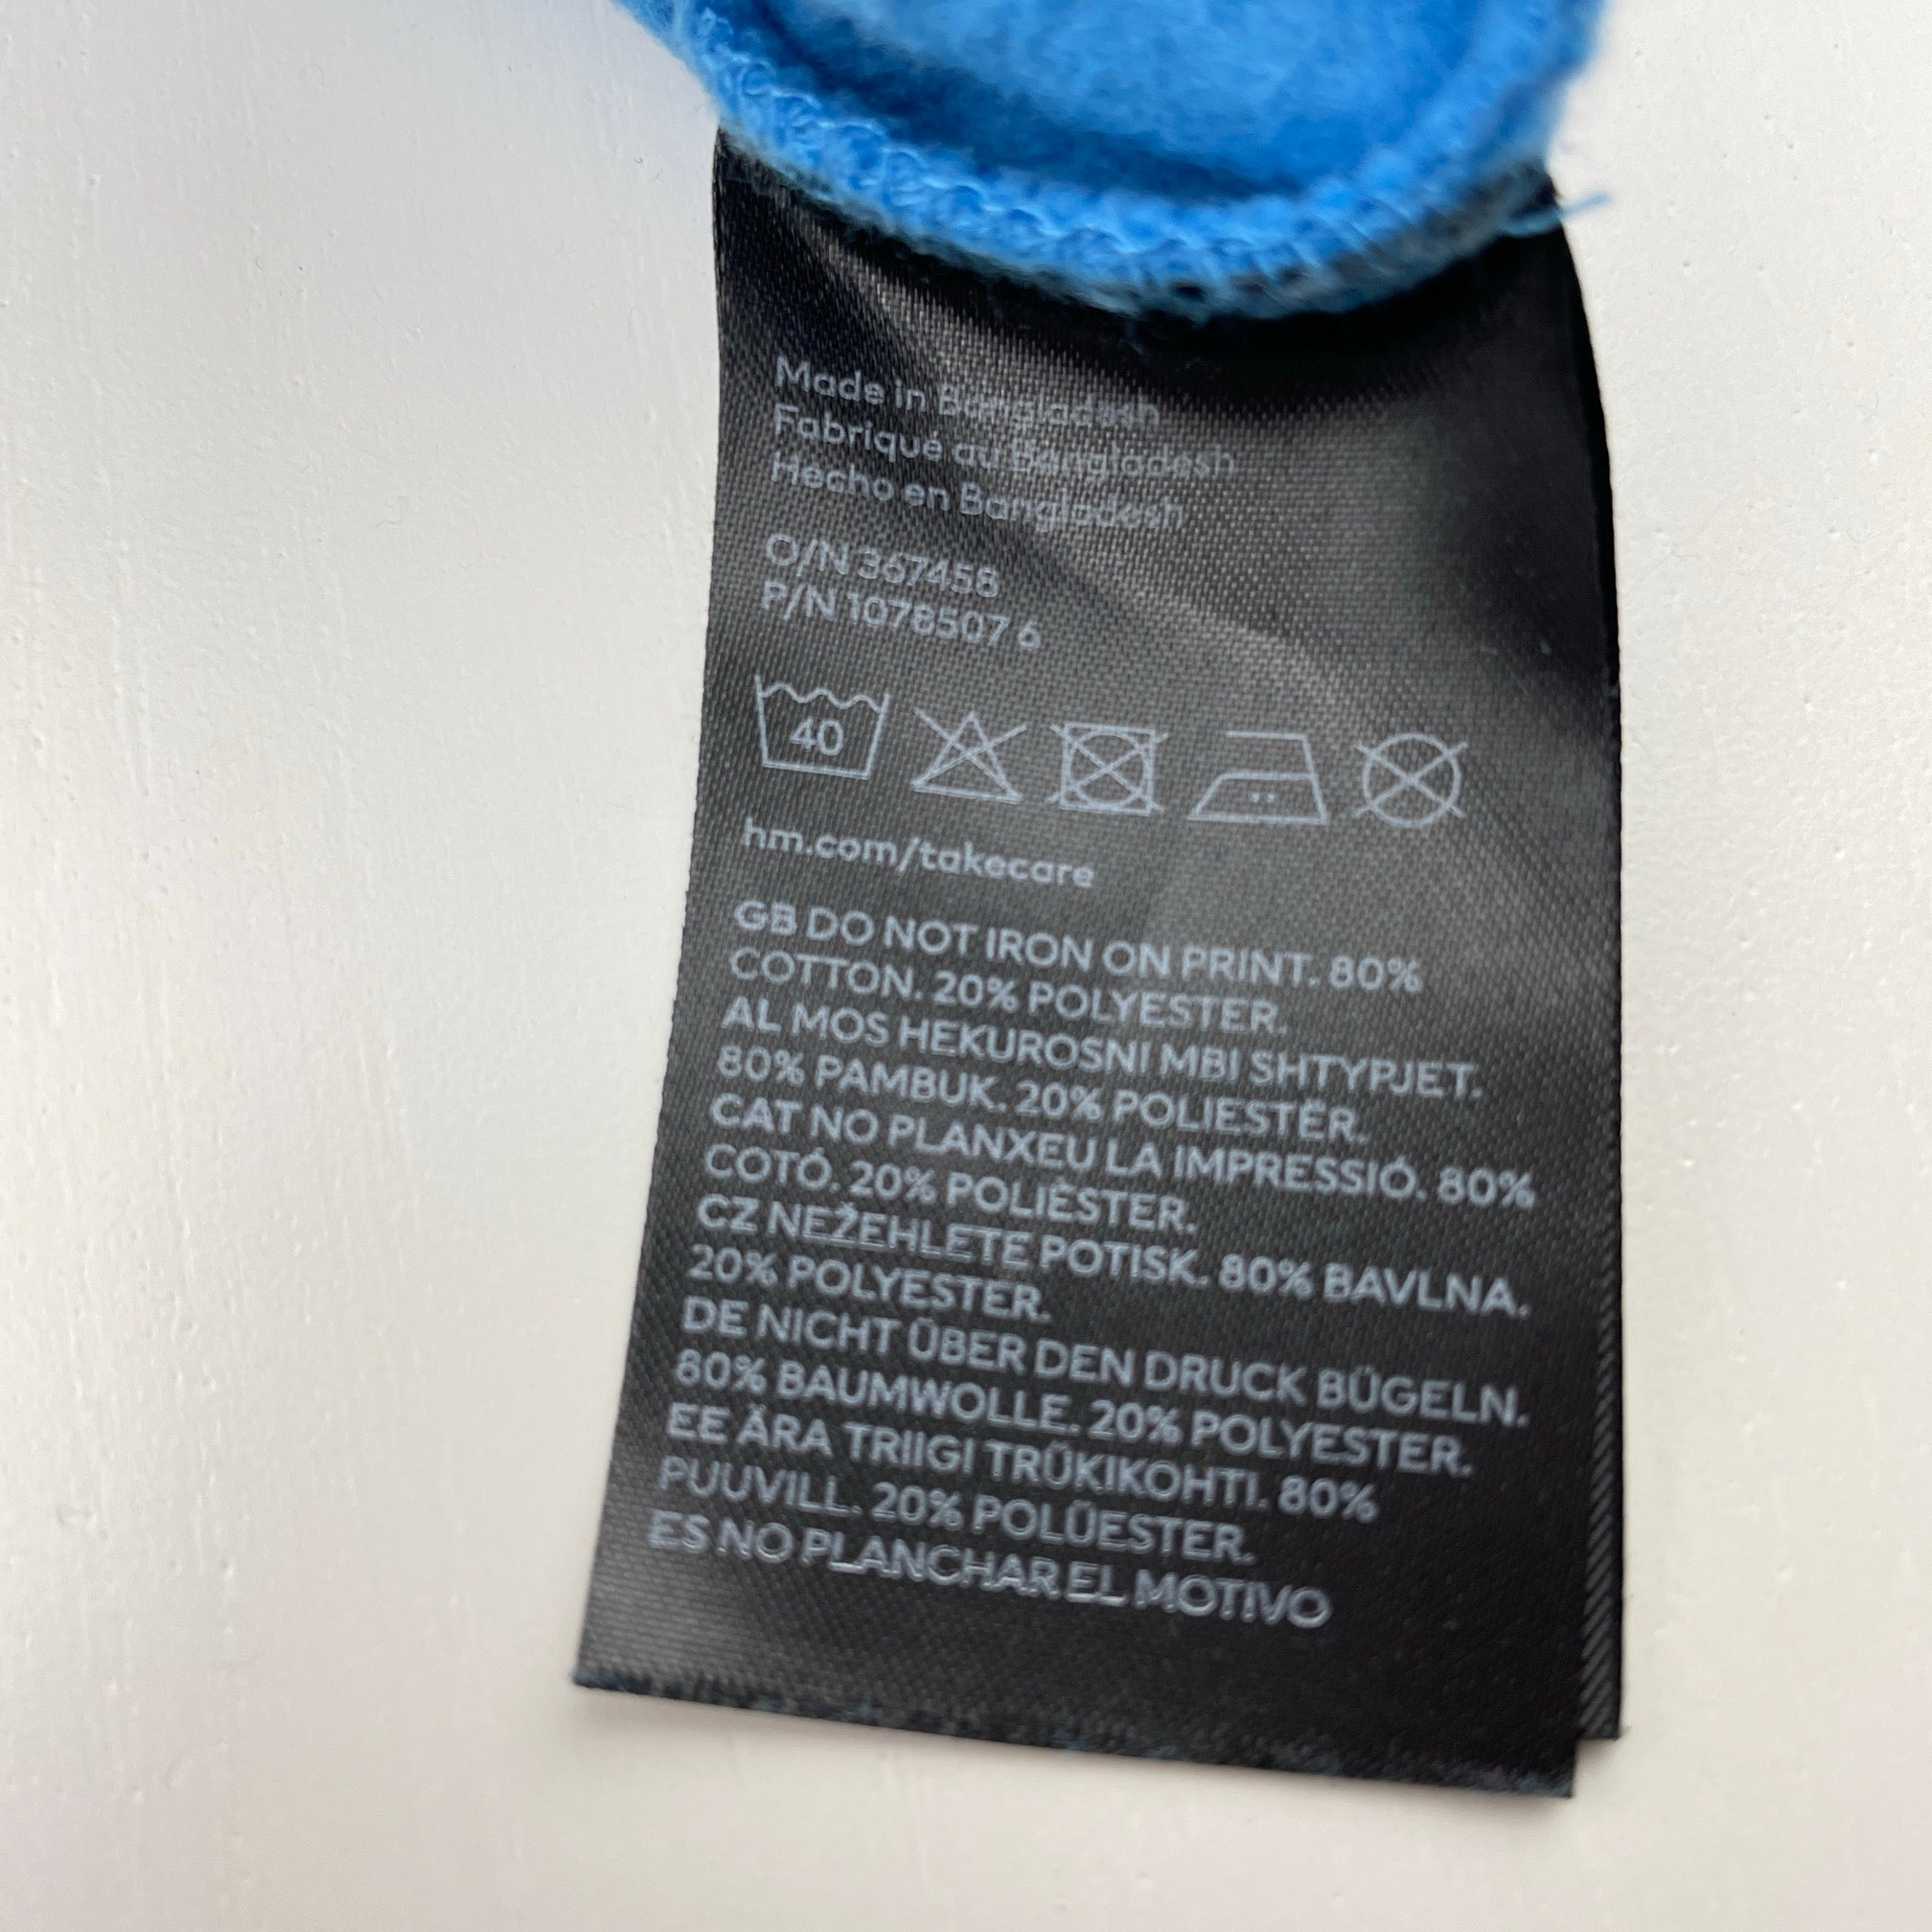 Made in Bangladesh
Fabriqué au Bangladesh
Hecho en Bangladesh
O/N 367458
P/N 1078507 6
40
hm.com/takecare
GB DO NOT IRON ON PRINT. 80%
COTTON. 20% POLYESTER.
AL MOS HEKUROSNI MBI SHTYPJET.
80% PAMBUK. 20% POLIESTËR.
CAT NO PLANXEU LA IMPRESSIÓ. 80%
COTÓ. 20% POLIÈSTER.
CZ NEŽEHLETE POTISK. 80% BAVLNA.
20% POLYESTER.
DE NICHT ÜBER DEN DRUCK BÜGELN.
80% BAUMWOLLE. 20% POLYESTER.
EE ÄRA TRIIGI TRÜKIKOHTI. 80%
PUUVILL. 20% POLÜESTER.
ES NO PLANCHAR EL MOTIVO